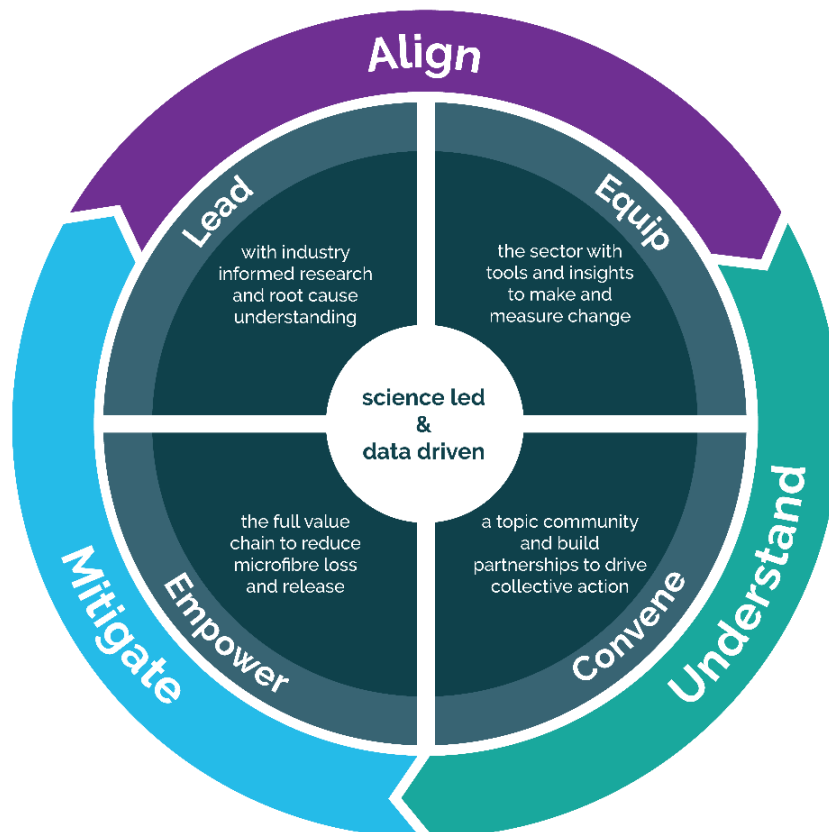 Align
Lead
with industry
informed research
and root cause
understanding
Equip
the sector with
tools and insights
to make and
measure change
science led
&
data driven
the full value
chain to reduce
microfibre loss
and release
Empower
a topic community
and build
partnerships to drive
collective action
Convene
Mitigate
Understand